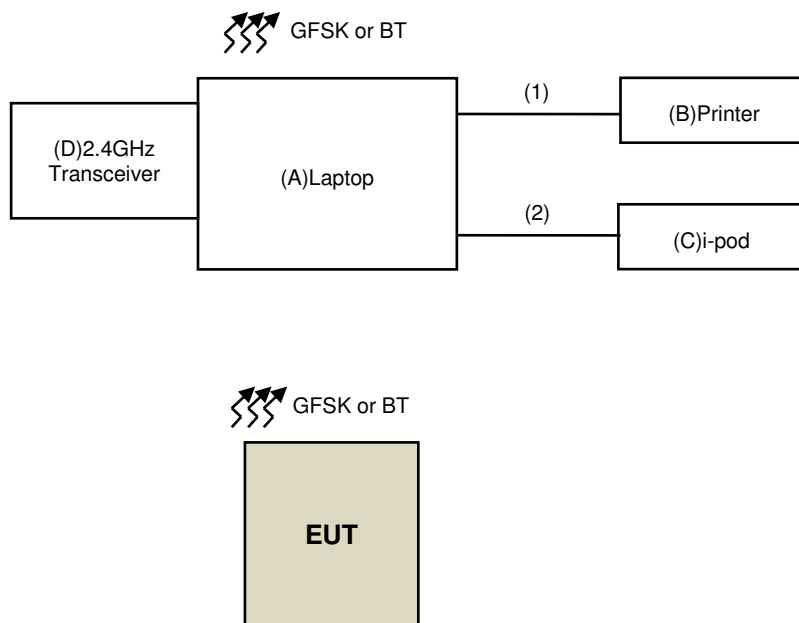 GFSK or BT
(1)
(B)Printer
(D)2.4GHz
Transceiver
(A)Laptop
(2)
(C)i-pod
GFSK or BT
EUT